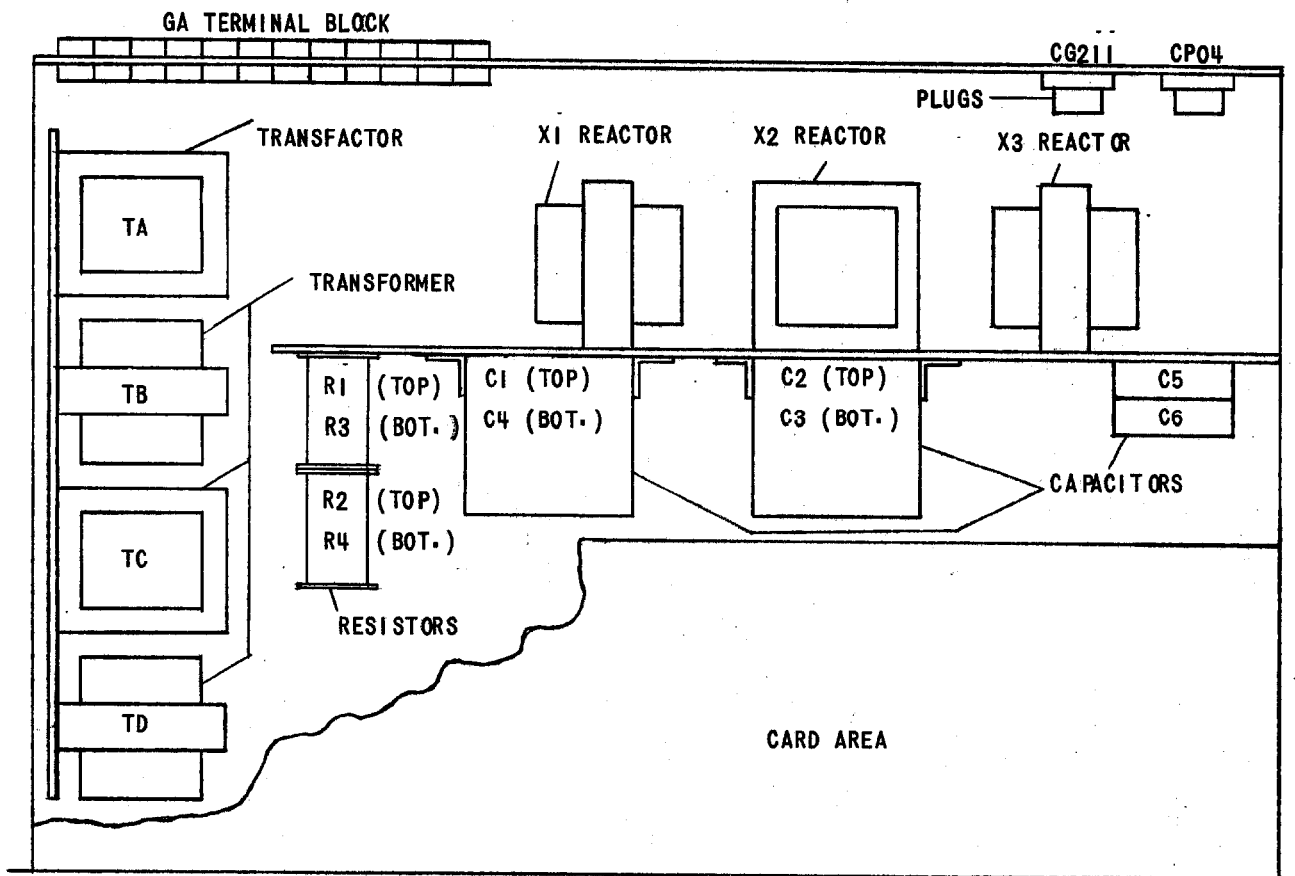 GA TERMINAL BLOCK
CG211
CP04
PLUGS
TRANSFACTOR
X1 REACTOR
X2 REACTOR
X3 REACTOR
TA
TRANSFORMER
TB
R1 (TOP)
R3 (BOT.)
C1 (TOP)
C4 (BOT.)
C2 (TOP)
C3 (BOT.)
C5
C6
CAPACITORS
R2 (TOP)
R4 (BOT.)
TC
RESISTORS
TD
CARD AREA